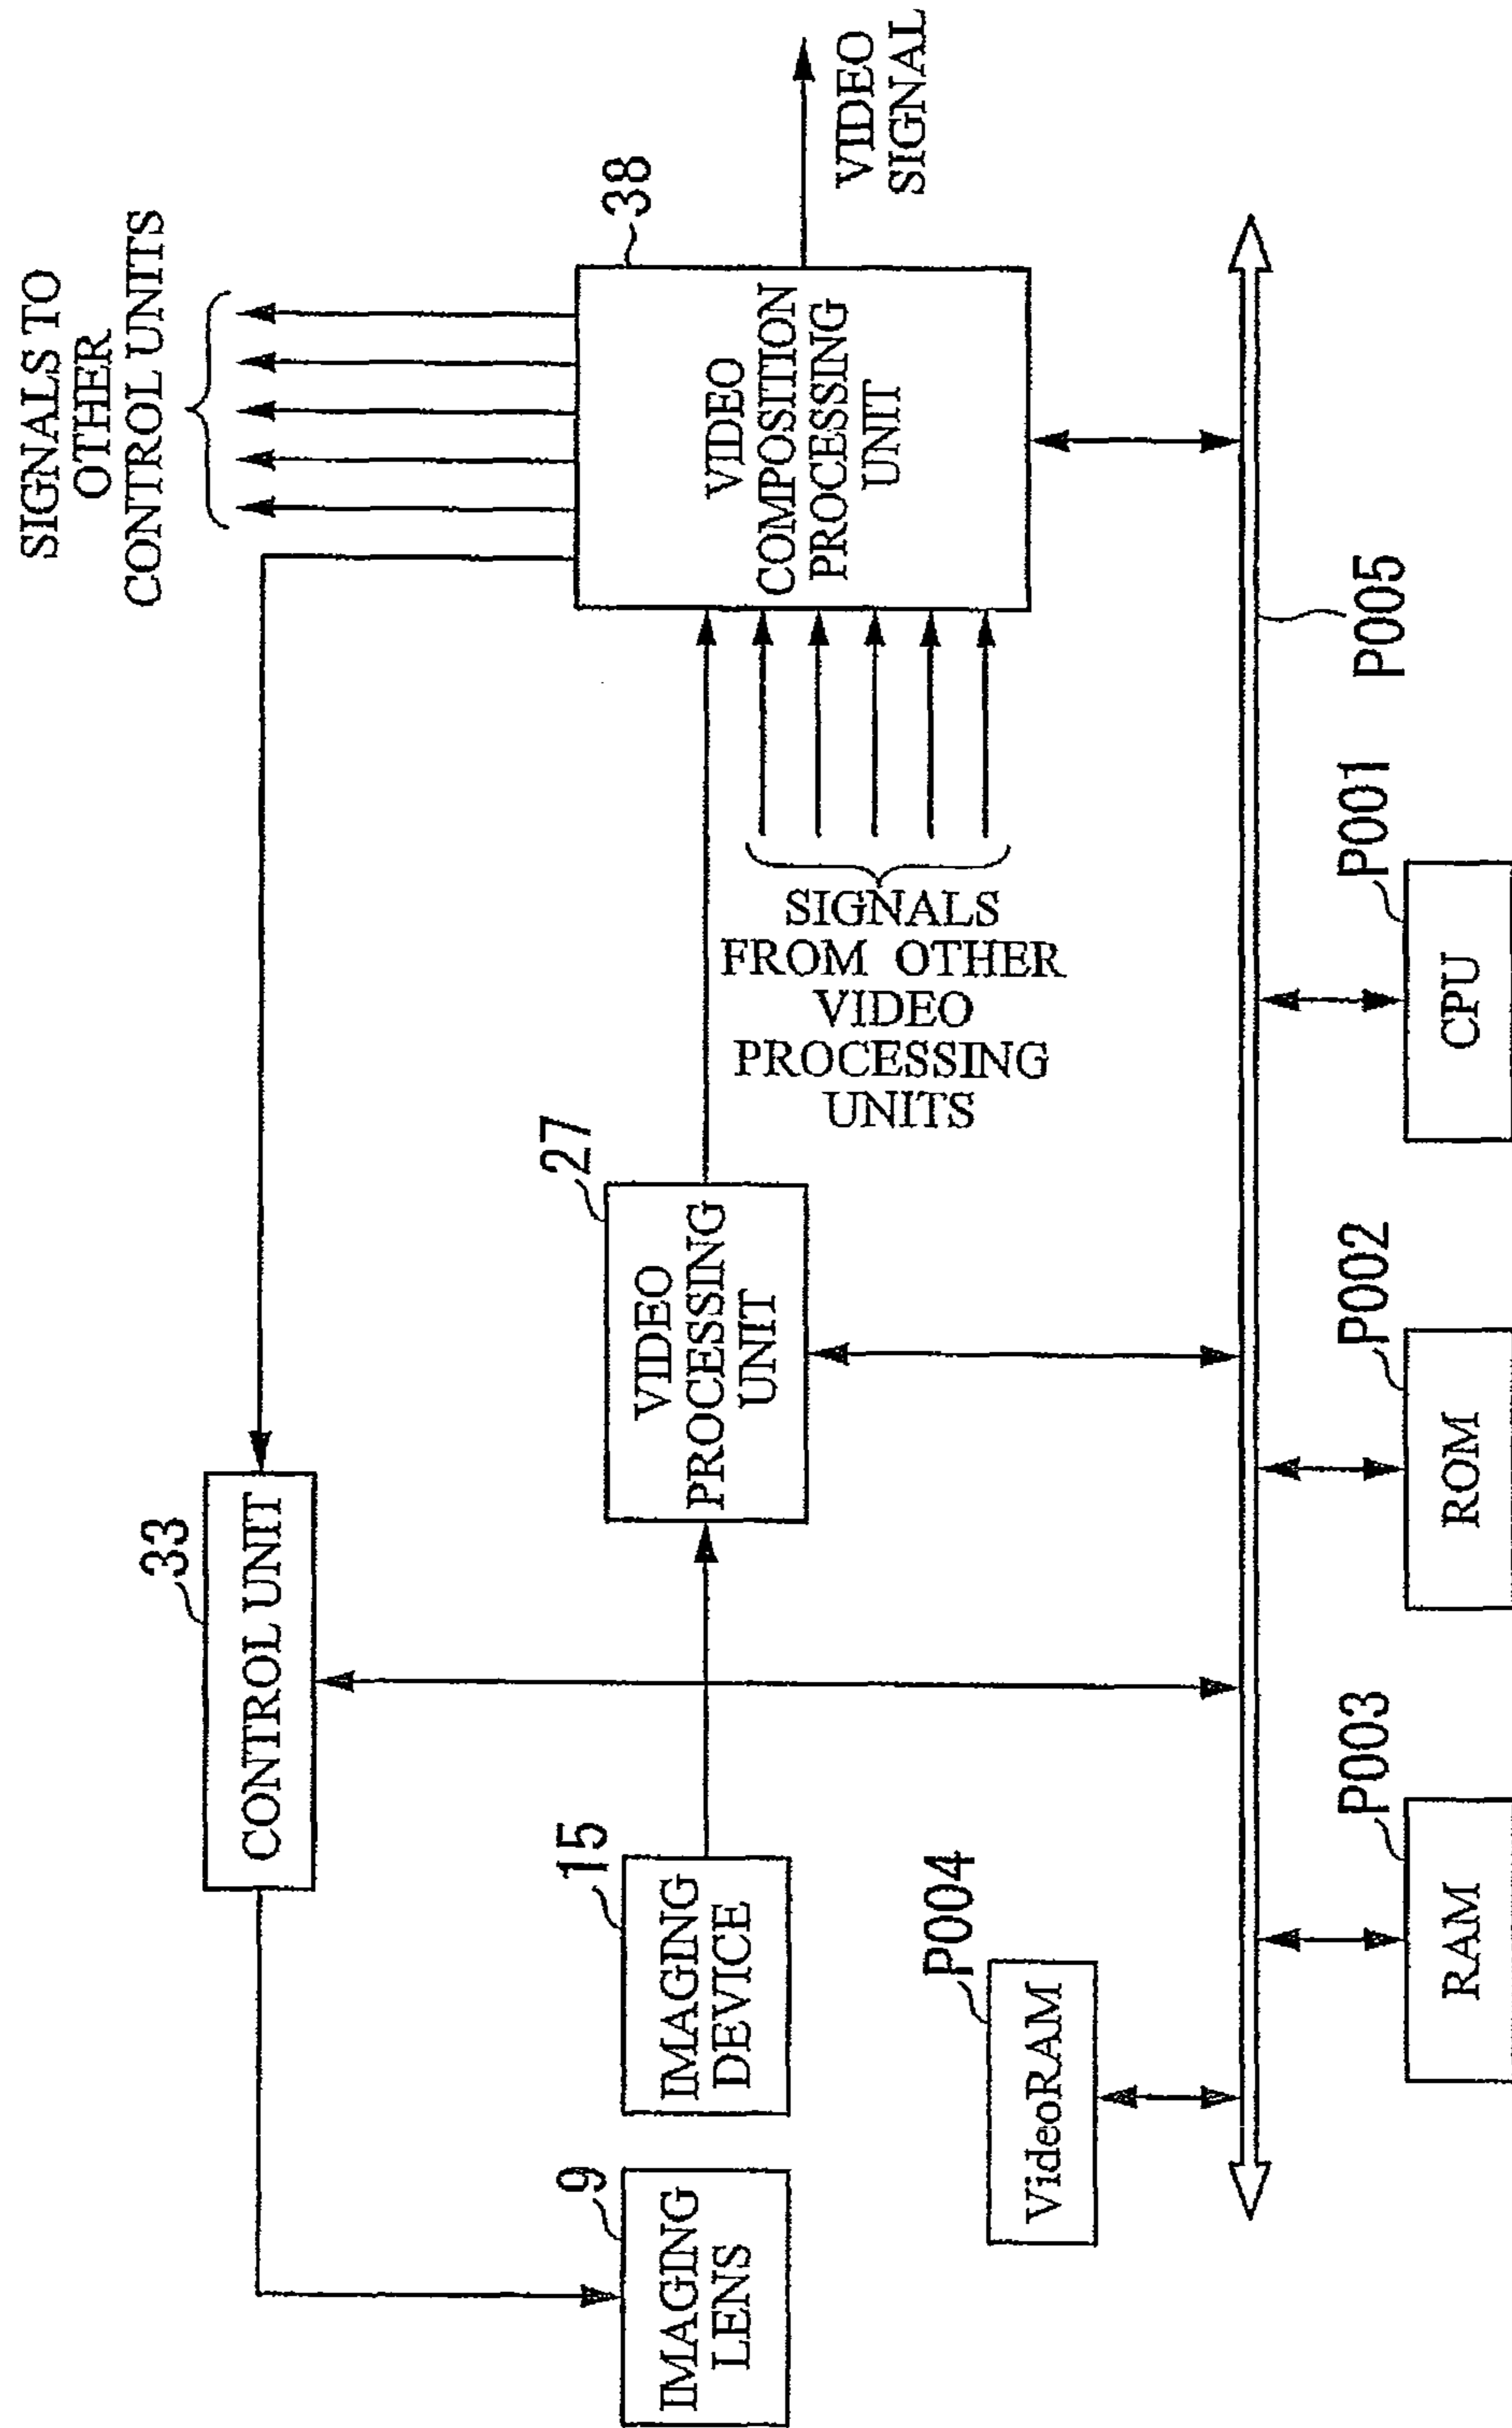 SIGNALS TO
OTHER
CONTROL UNITS
33
CONTROL UNIT
38
VIDEO
COMPOSITION
PROCESSING
UNIT
VIDEO
SIGNAL
9
IMAGING
LENS
15
IMAGING
DEVICE
27
VIDEO
PROCESSING
UNIT
SIGNALS
FROM OTHER
VIDEO
PROCESSING
UNITS
P004
VideoRAM
P005
P003
RAM
P002
ROM
P001
CPU